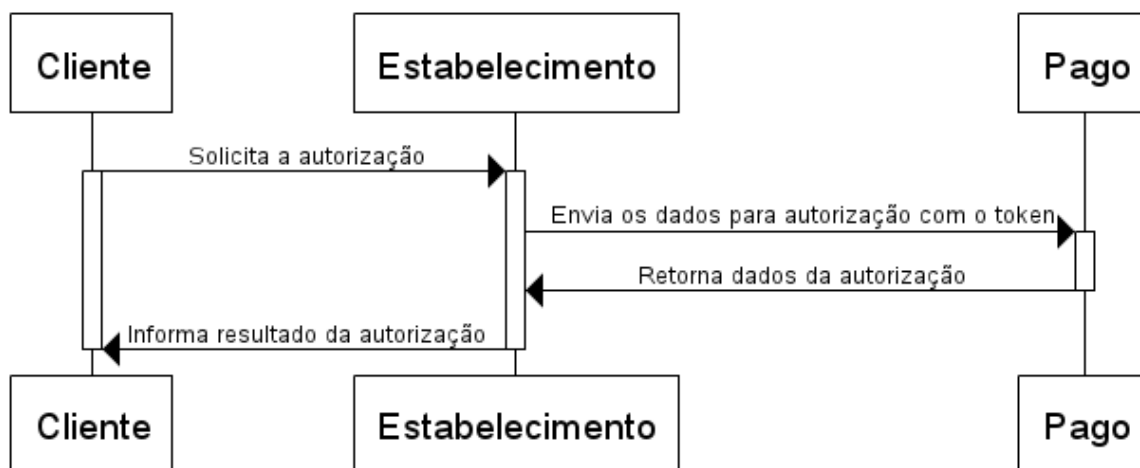 Cliente
Estabelecimento
Pago
Solicita a autorização
Envia os dados para autorização com o token
Retorna dados da autorização
Informa resultado da autorização
Cliente
Estabelecimento
Pago